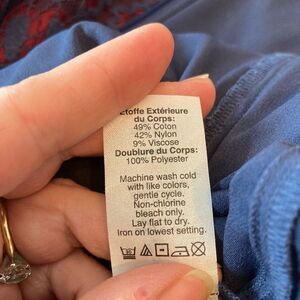 Etoffe Extérieure
du Corps:
49% Coton
42% Nylon
9% Viscose
Doublure du Corps:
100% Polyester
Machine wash cold
with like colors,
gentle cycle.
Non-chlorine
bleach only.
Lay flat to dry.
Iron on lowest setting.